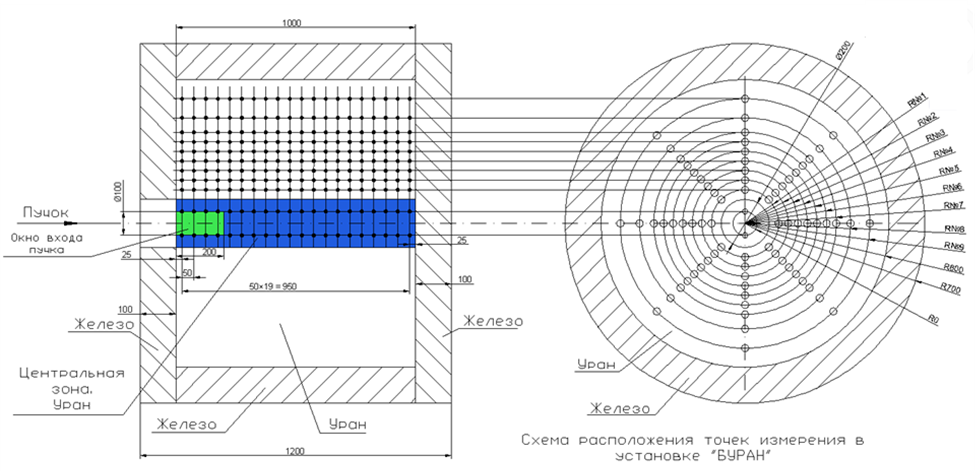 1000
Ø200
RNº1
RNº2
RNº3
RNº4
RNº5
RNº6
RNº7
RNº8
RNº9
R600
R700
R0
Ø100
Пучок
Окно входа
пучка
25
200
50
50×19 = 950
25
100
100
Железо
Железо
Центральная
зона,
Уран
Железо
Уран
1200
Уран
Железо
Схема расположения точек измерения в
установке "БУРАН"